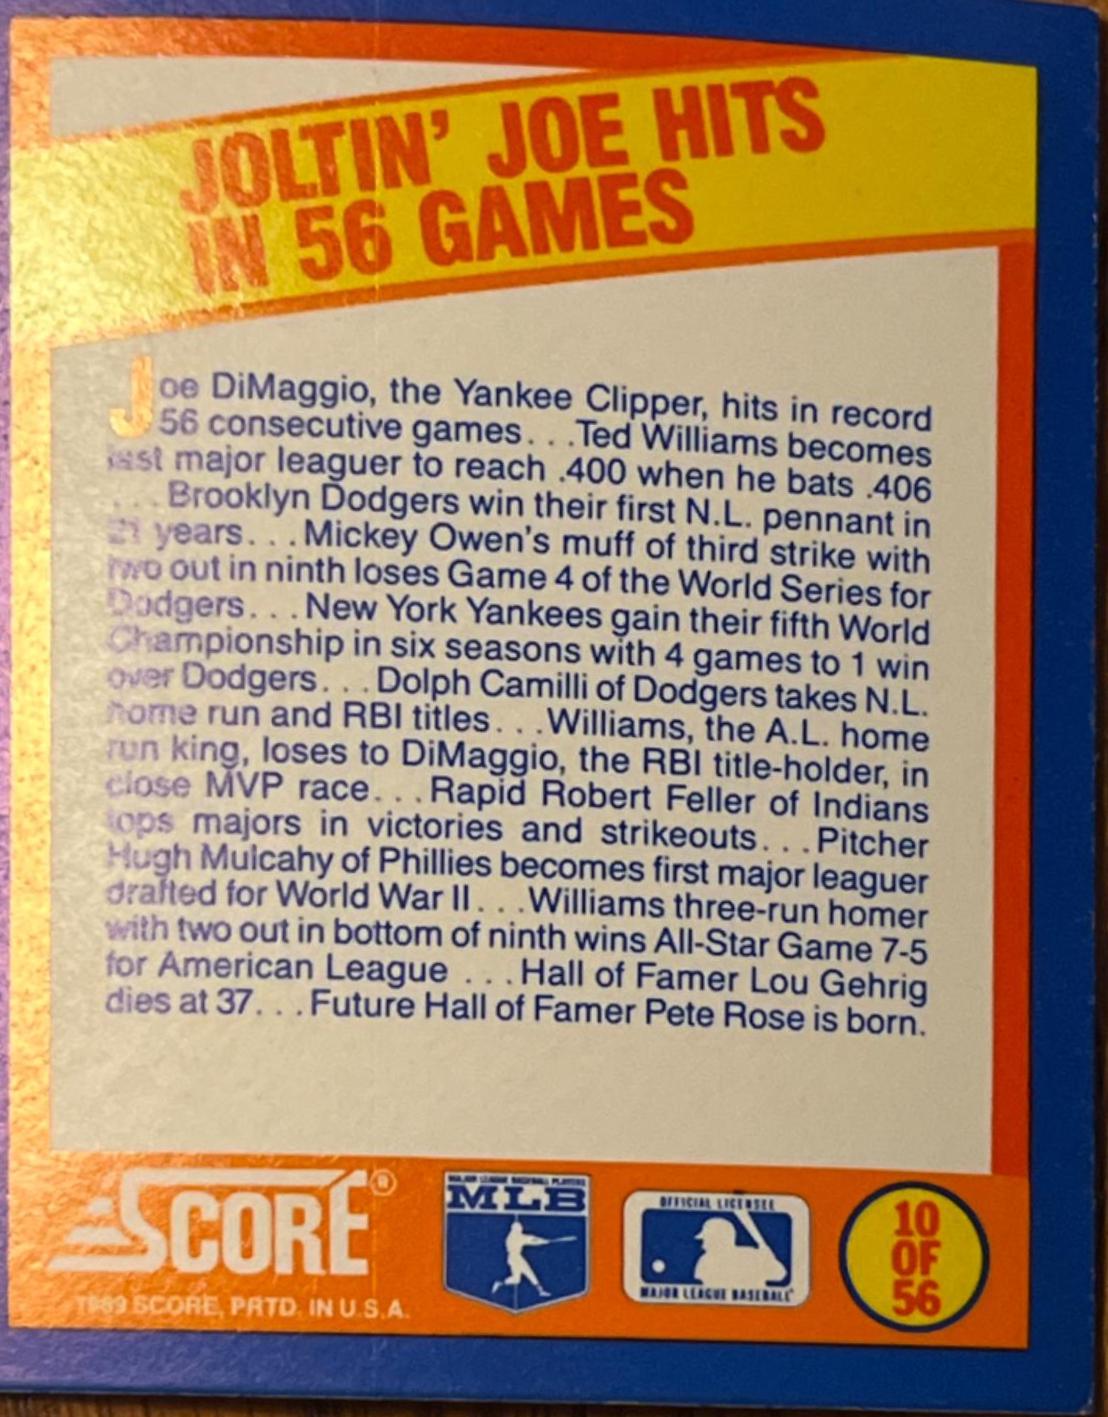 JOLTIN' JOE HITS
IN 56 GAMES
Joe DiMaggio, the Yankee Clipper, hits in record
56 consecutive games. . .Ted Williams becomes
last major leaguer to reach .400 when he bats .406
. . . Brooklyn Dodgers win their first N.L. pennant in
21 years. . .Mickey Owen's muff of third strike with
two out in ninth loses Game 4 of the World Series for
Dodgers. . . New York Yankees gain their fifth World
Championship in six seasons with 4 games to 1 win
over Dodgers. . . Dolph Camilli of Dodgers takes N.L.
home run and RBI titles. . .Williams, the A.L. home
run king, loses to DiMaggio, the RBI title-holder, in
close MVP race. . .Rapid Robert Feller of Indians
tops majors in victories and strikeouts. . .Pitcher
Hugh Mulcahy of Phillies becomes first major leaguer
drafted for World War II. . .Williams three-run homer
with two out in bottom of ninth wins All-Star Game 7-5
for American League . . .Hall of Famer Lou Gehrig
dies at 37. . .Future Hall of Famer Pete Rose is born.
SCORE®
1989 SCORE, PRTD. IN U.S.A.
MAJOR LEAGUE BASEBALL PLAYERS
MLB
OFFICIAL LICENSEE
MAJOR LEAGUE BASEBALL
10
OF
56